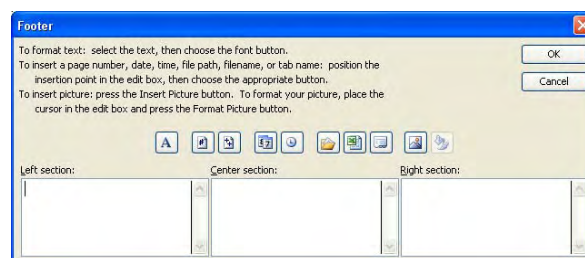 Footer
To format text: select the text, then choose the font button.
To insert a page number, date, time, file path, filename, or tab name: position the
insertion point in the edit box, then choose the appropriate button.
To insert picture: press the Insert Picture button. To format your picture, place the
cursor in the edit box and press the Format Picture button.
OK
Cancel
A
Left section:
Center section:
Right section: